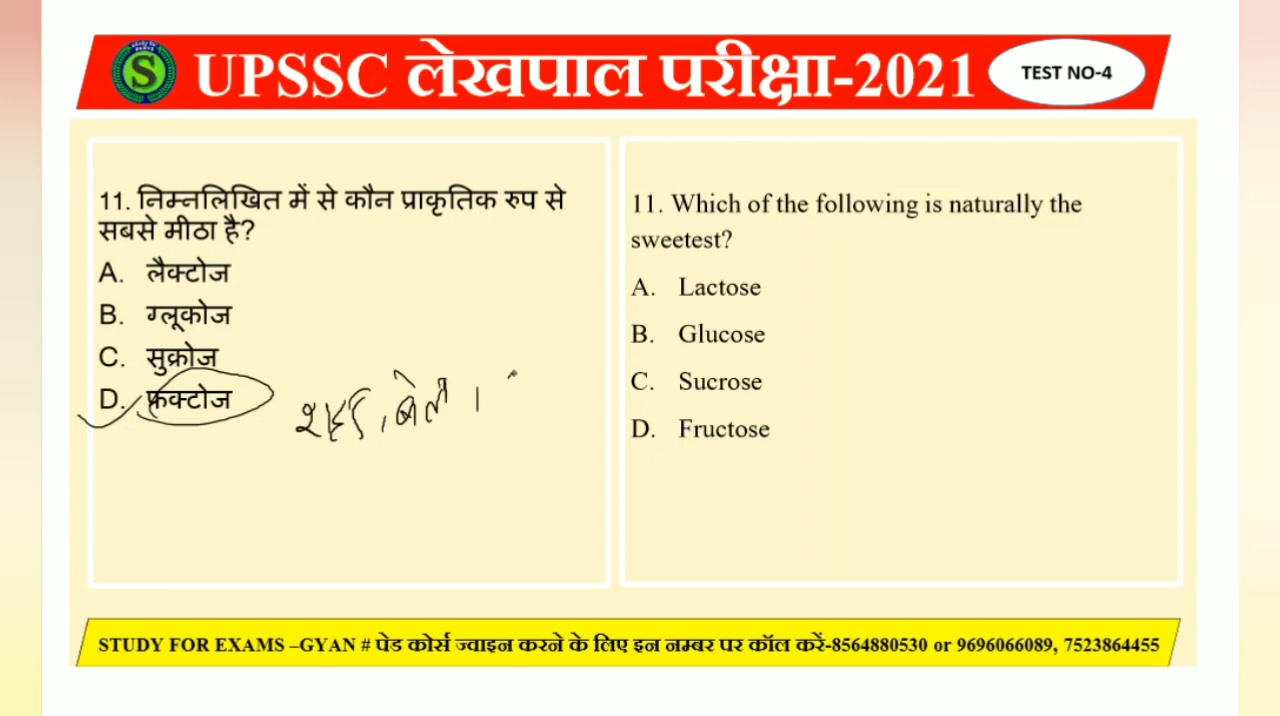 UPSSC लेखपाल परीक्षा-2021
TEST NO-4
S
11. निम्नलिखित में से कौन प्राकृतिक रुप से
सबसे मीठा है?
A. लैक्टोज
B. ग्लूकोज
C. सुक्रोज
D. फ्रक्टोज
शहद,
11. Which of the following is naturally the
sweetest?
A. Lactose
B. Glucose
C. Sucrose
D. Fructose
STUDY FOR EXAMS –GYAN # पेड कोर्स ज्वाइन करने के लिए इन नम्बर पर कॉल करें-8564880530 or 9696066089, 7523864455